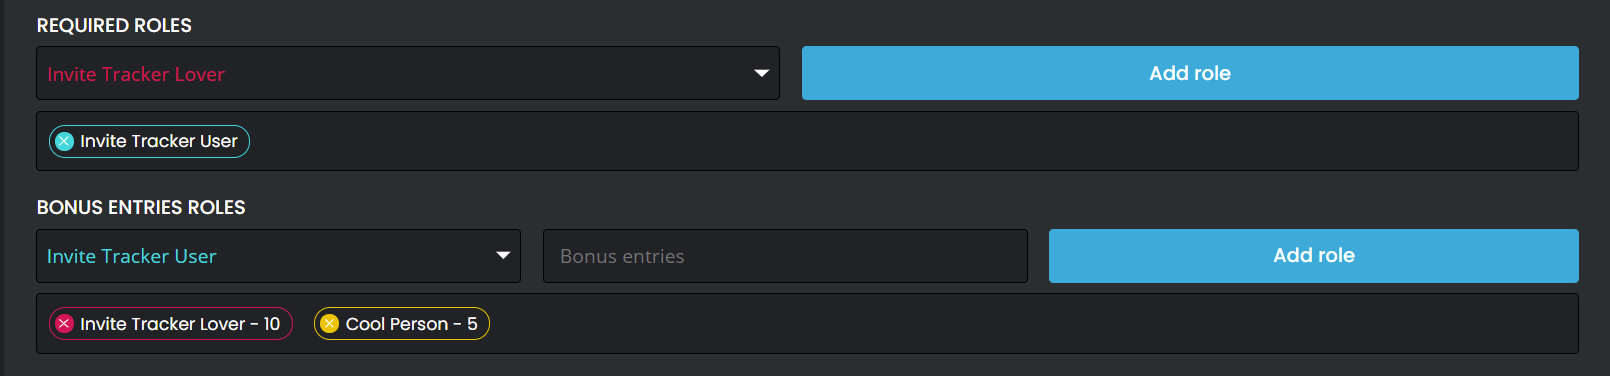 REQUIRED ROLES
Invite Tracker Lover
Add role
Invite Tracker User
BONUS ENTRIES ROLES
Invite Tracker User
Bonus entries
Add role
Invite Tracker Lover - 10
Cool Person - 5